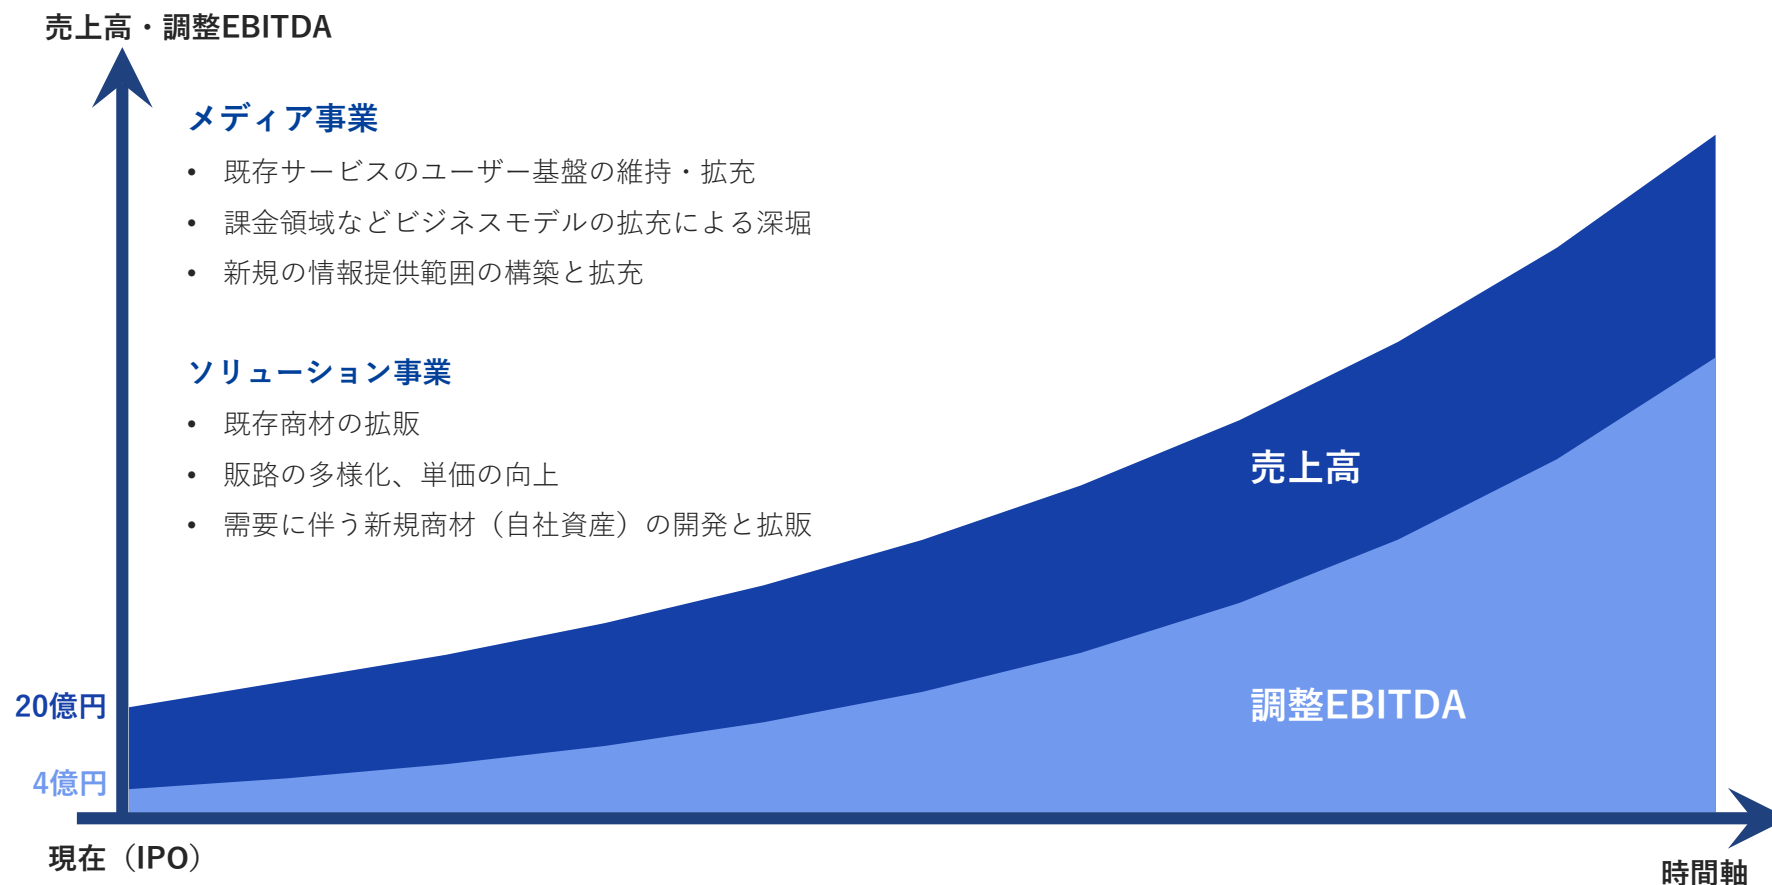 売上高・調整EBITDA
メディア事業
• 既存サービスのユーザー基盤の維持・拡充
• 課金領域などビジネスモデルの拡充による深堀
• 新規の情報提供範囲の構築と拡充
ソリューション事業
• 既存商材の拡販
• 販路の多様化、単価の向上
• 需要に伴う新規商材（自社資産）の開発と拡販
売上高
調整EBITDA
20億円
4億円
現在（IPO）
時間軸